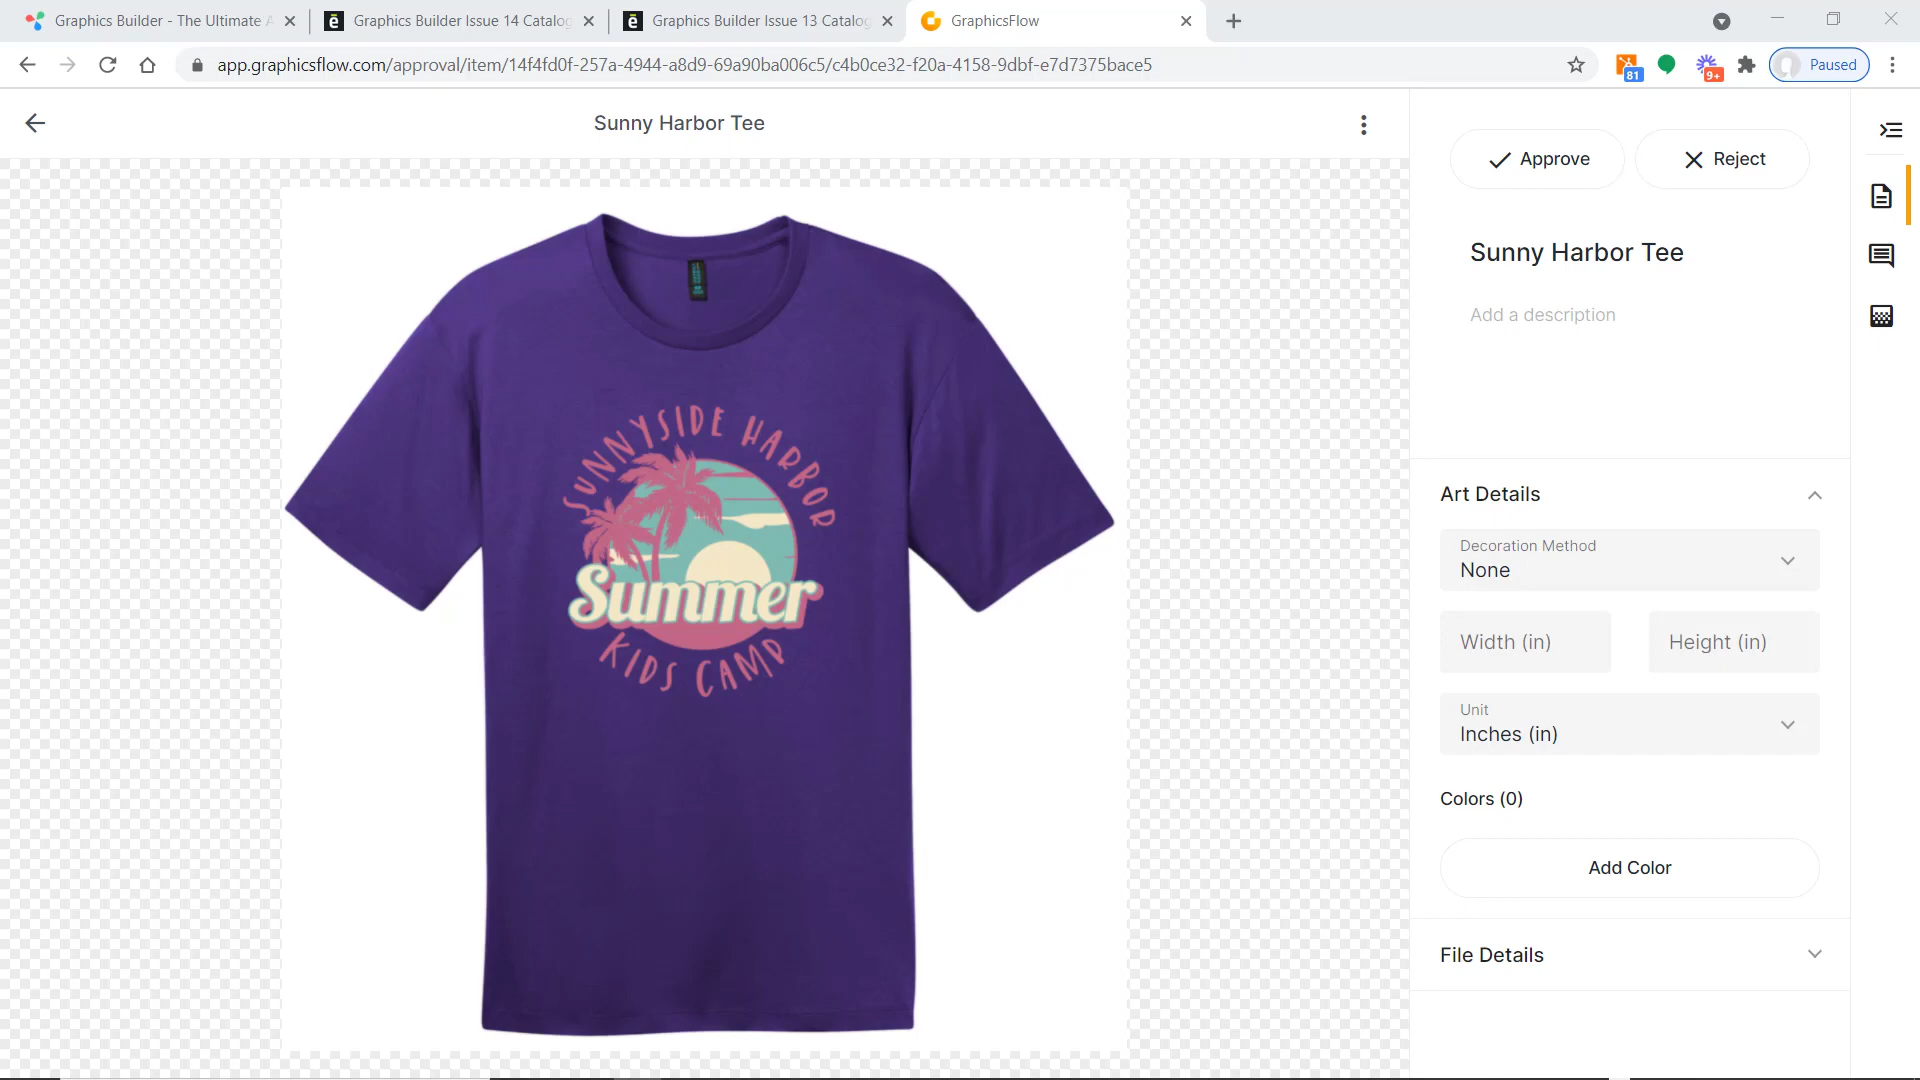 Graphics Builder - The Ultimate A
Graphics Builder Issue 14 Catalog
Graphics Builder Issue 13 Catalog
GraphicsFlow
app.graphicsflow.com/approval/item/14f4fd0f-257a-4944-a8d9-69a90ba006c5/c4b0ce32-f20a-4158-9dbf-e7d7375bace5
81
9+
Paused
Sunny Harbor Tee
Approve
Reject
Sunny Harbor Tee
Add a description
SUNNYSIDE HARBOR
Summer
KIDS CAMP
Art Details
Decoration Method
None
Width (in)
Height (in)
Unit
Inches (in)
Colors (0)
Add Color
File Details